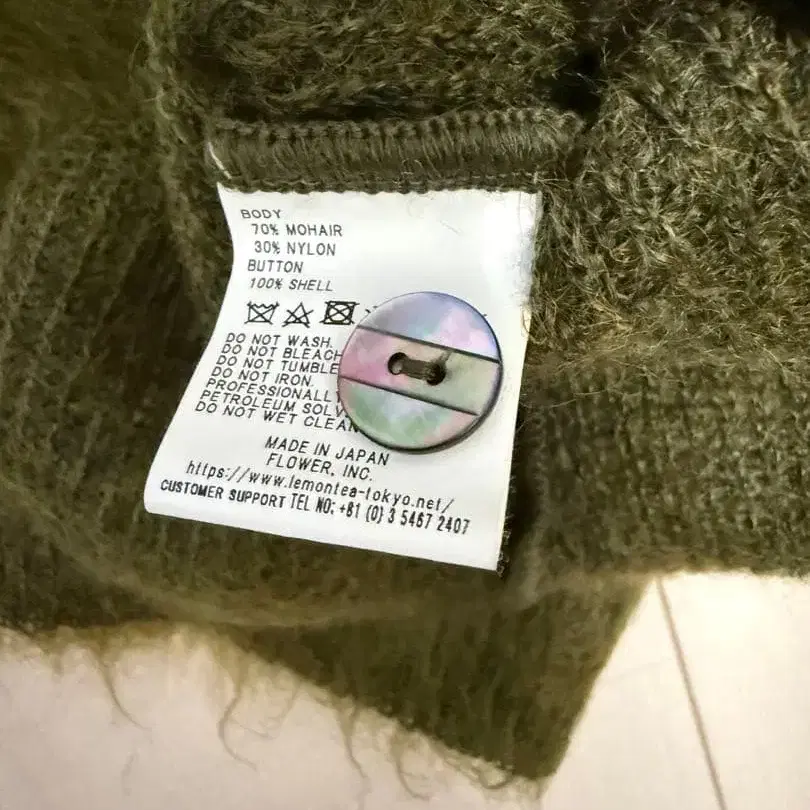 BODY
70% MOHAIR
30% NYLON
BUTTON
100% SHELL
DO NOT WASH.
DO NOT BLEACH
DO NOT TUMBLE
DO NOT IRON.
PROFESSIONALLY
PETROLEUM SOLV
DO NOT WET CLEAN
MADE IN JAPAN
FLOWER, INC.
https://www.lemontea-tokyo.net/
CUSTOMER SUPPORT TEL NO: +81 (0) 3 5467 2407